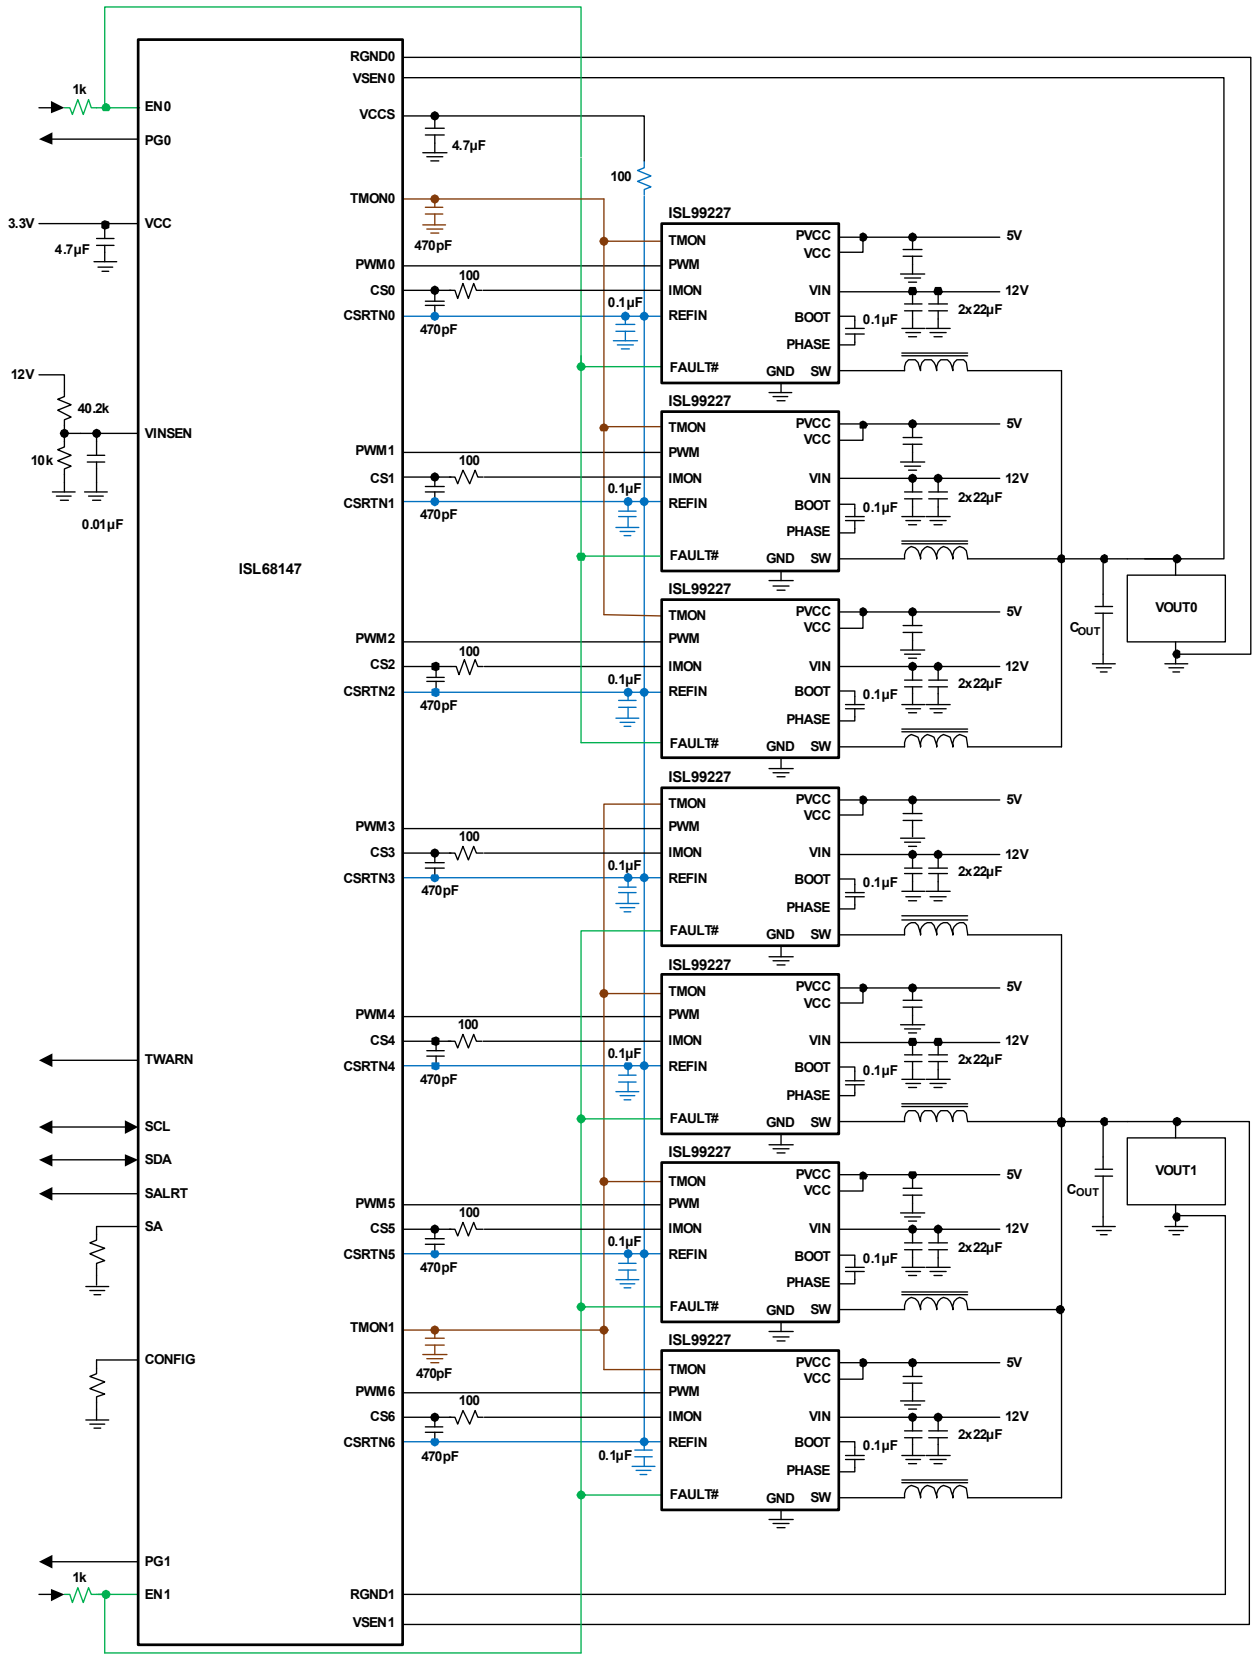 RGND0
VSEN0
1k
EN0
VCCS
PG0
4.7µF
100
TMON0
3.3V
VCC
470pF
4.7µF
PWM0
100
CS0
CSRTN0
470pF
0.1µF
ISL99227
TMON
PWM
IMON
REFIN
FAULT#
PVCC
VCC
VIN
BOOT
PHASE
GND
SW
5V
12V
2x22µF
0.1µF
12V
40.2k
VINSEN
10k
0.01µF
ISL68147
PWM1
100
CS1
CSRTN1
470pF
0.1µF
ISL99227
TMON
PWM
IMON
REFIN
FAULT#
PVCC
VCC
VIN
BOOT
PHASE
GND
SW
5V
12V
2x22µF
0.1µF
COUT
VOUT0
PWM2
100
CS2
CSRTN2
470pF
0.1µF
ISL99227
TMON
PWM
IMON
REFIN
FAULT#
PVCC
VCC
VIN
BOOT
PHASE
GND
SW
5V
12V
2x22µF
0.1µF
PWM3
100
CS3
CSRTN3
470pF
0.1µF
ISL99227
TMON
PWM
IMON
REFIN
FAULT#
PVCC
VCC
VIN
BOOT
PHASE
GND
SW
5V
12V
2x22µF
0.1µF
TWARN
SCL
SDA
SALRT
SA
PWM4
100
CS4
CSRTN4
470pF
0.1µF
ISL99227
TMON
PWM
IMON
REFIN
FAULT#
PVCC
VCC
VIN
BOOT
PHASE
GND
SW
5V
12V
2x22µF
0.1µF
COUT
VOUT1
PWM5
100
CS5
CSRTN5
470pF
0.1µF
ISL99227
TMON
PWM
IMON
REFIN
FAULT#
PVCC
VCC
VIN
BOOT
PHASE
GND
SW
5V
12V
2x22µF
0.1µF
TMON1
470pF
CONFIG
PWM6
100
CS6
CSRTN6
470pF
0.1µF
ISL99227
TMON
PWM
IMON
REFIN
FAULT#
PVCC
VCC
VIN
BOOT
PHASE
GND
SW
5V
12V
2x22µF
0.1µF
PG1
1k
EN1
RGND1
VSEN1